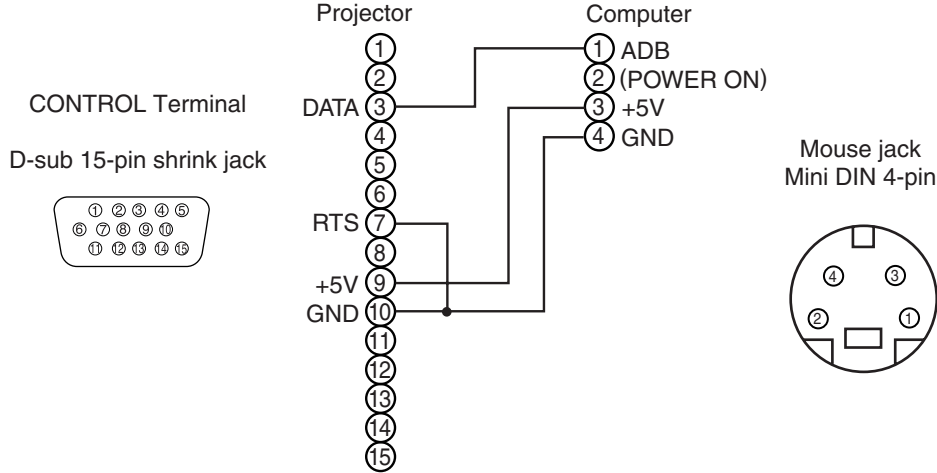 Projector
Computer
CONTROL Terminal
D-sub 15-pin shrink jack
① ② ③ ④ ⑤
⑥ ⑦ ⑧ ⑨ ⑩
⑪ ⑫ ⑬ ⑭ ⑮
①
②
DATA ③
④
⑤
⑥
RTS ⑦
⑧
+5V ⑨
GND ⑩
⑪
⑫
⑬
⑭
⑮
① ADB
② (POWER ON)
③ +5V
④ GND
Mouse jack
Mini DIN 4-pin
④ ③
② ①